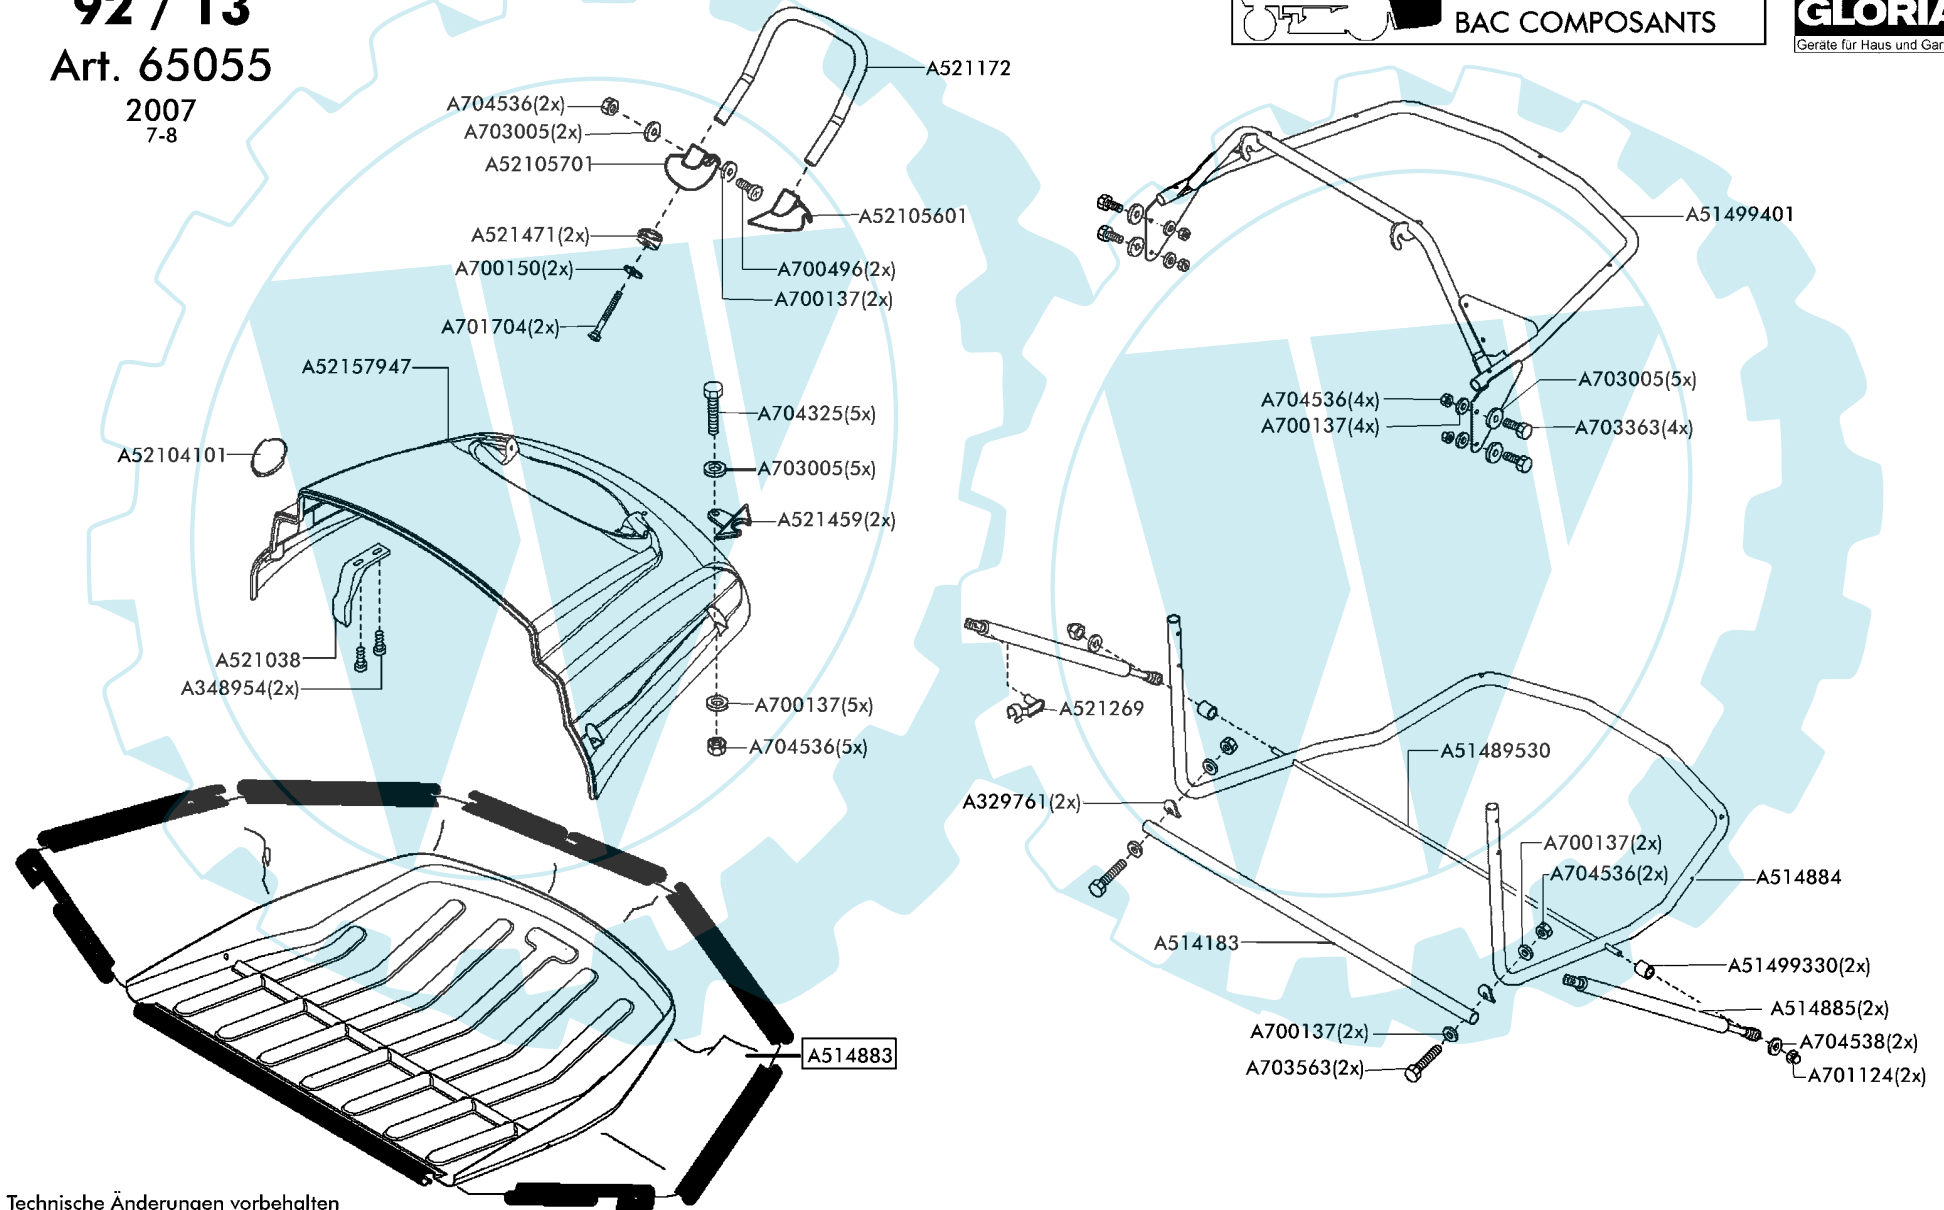 92 / 13
Art. 65055
2007
7-8
BAC COMPOSANTS
GLORIA
Geräte für Haus und Gar
A521172
A704536(2x)
A703005(2x)
A52105701
A52105601
A521471(2x)
A700150(2x)
A700496(2x)
A700137(2x)
A701704(2x)
A52157947
A704325(5x)
A52104101
A703005(5x)
A521459(2x)
A521038
A348954(2x)
A700137(5x)
A704536(5x)
A514883
A51499401
A703005(5x)
A704536(4x)
A700137(4x)
A703363(4x)
A521269
A51489530
A329761(2x)
A700137(2x)
A704536(2x)
A514884
A514183
A51499330(2x)
A514885(2x)
A700137(2x)
A704538(2x)
A703563(2x)
A701124(2x)
Technische Änderungen vorbehalten